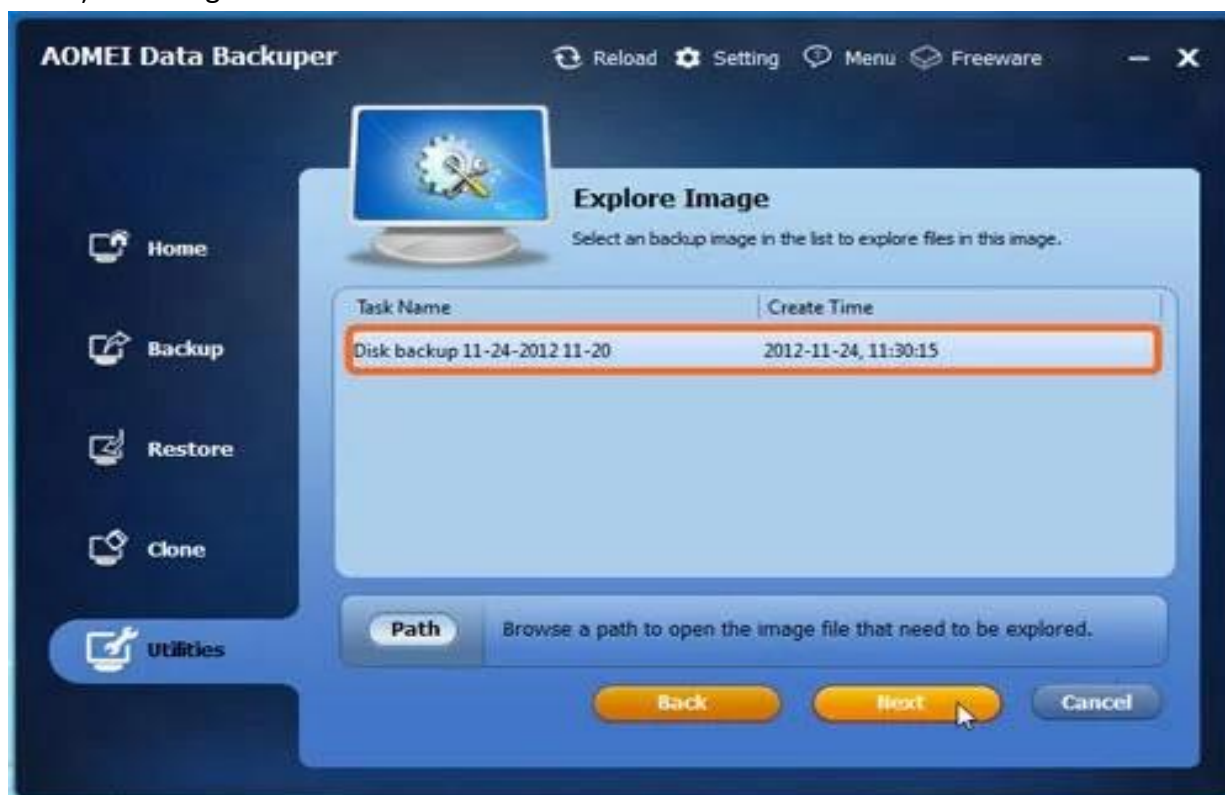 AOMEI Data Backuper
Reload Setting Menu Freeware
Explore Image
Select an backup image in the list to explore files in this image.
Home
Backup
Restore
Clone
Utilities
Task Name Create Time
Disk backup 11-24-2012 11-20 2012-11-24, 11:30:15
Path Browse a path to open the image file that need to be explored.
Back Next Cancel